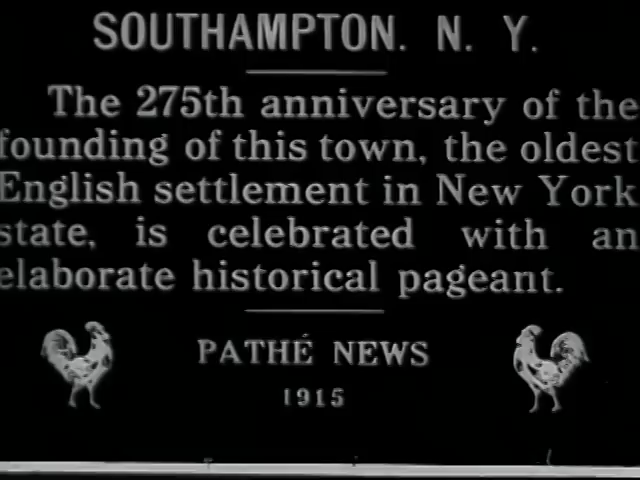 SOUTHAMPTON. N. Y.
The 275th anniversary of the
founding of this town, the oldest
English settlement in New York
state, is celebrated with an
elaborate historical pageant.
PATHÉ NEWS
1915